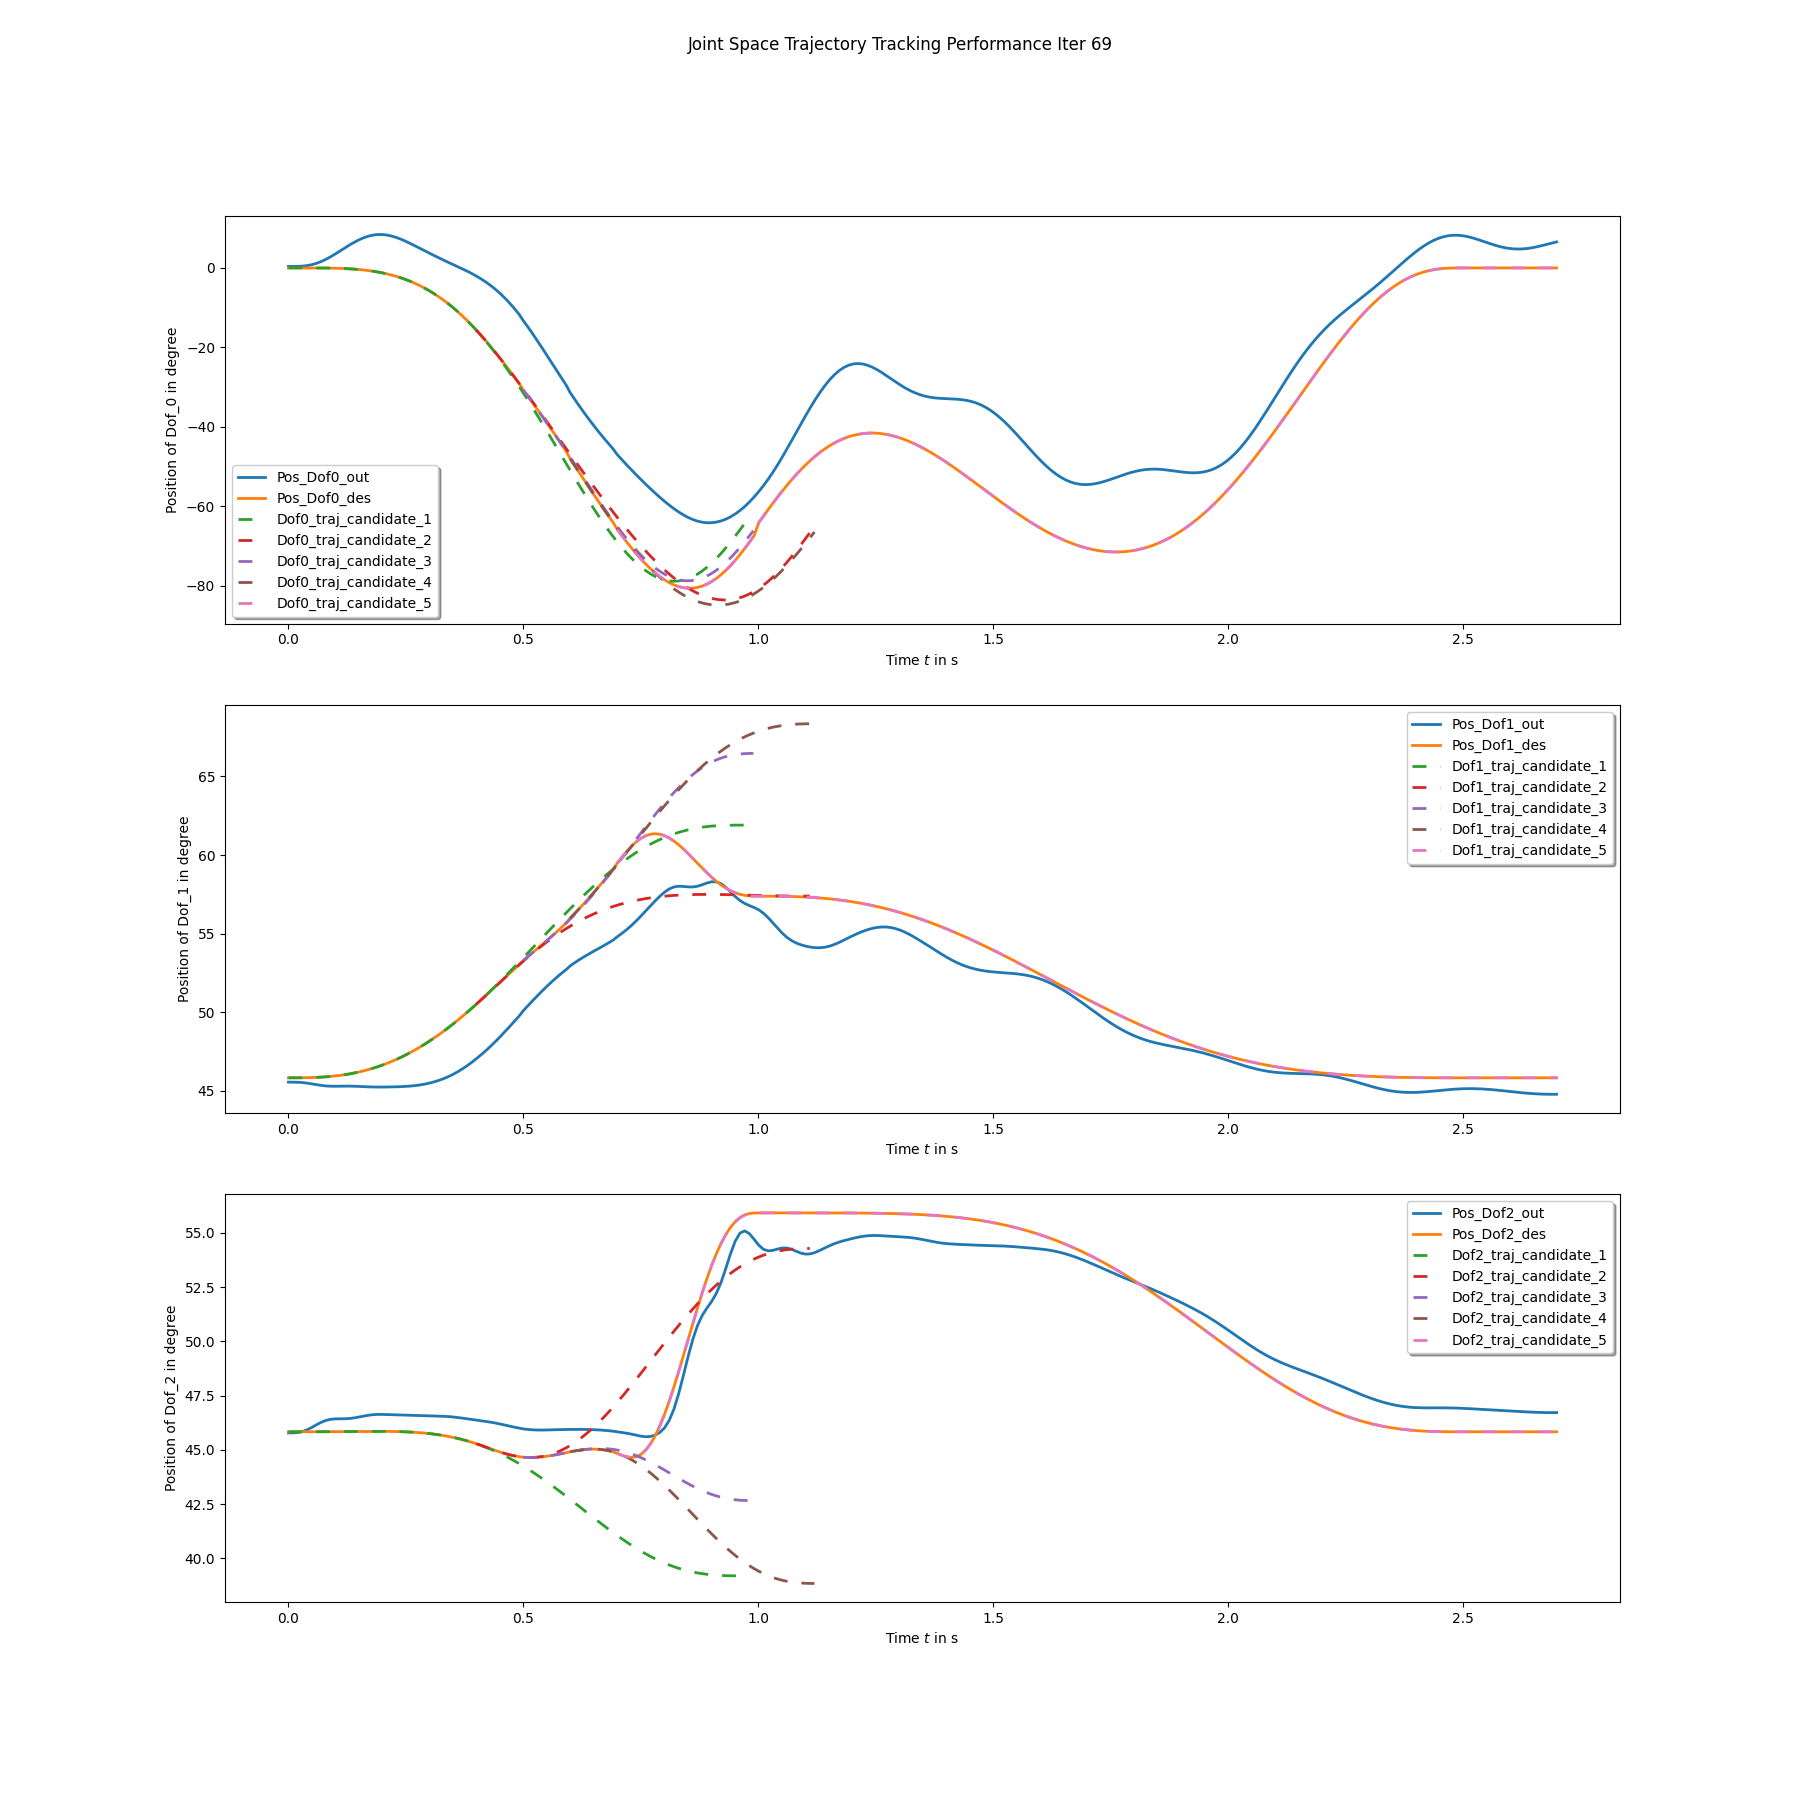 Joint Space Trajectory Tracking Performance Iter 69
Position of Dof_0 in degree
0
−20
−40
−60
−80
Pos_Dof0_out
Pos_Dof0_des
Dof0_traj_candidate_1
Dof0_traj_candidate_2
Dof0_traj_candidate_3
Dof0_traj_candidate_4
Dof0_traj_candidate_5
0.0 0.5 1.0 1.5 2.0 2.5
Time t in s
Position of Dof_1 in degree
65
60
55
50
45
Pos_Dof1_out
Pos_Dof1_des
Dof1_traj_candidate_1
Dof1_traj_candidate_2
Dof1_traj_candidate_3
Dof1_traj_candidate_4
Dof1_traj_candidate_5
0.0 0.5 1.0 1.5 2.0 2.5
Time t in s
Position of Dof_2 in degree
55.0
52.5
50.0
47.5
45.0
42.5
40.0
Pos_Dof2_out
Pos_Dof2_des
Dof2_traj_candidate_1
Dof2_traj_candidate_2
Dof2_traj_candidate_3
Dof2_traj_candidate_4
Dof2_traj_candidate_5
0.0 0.5 1.0 1.5 2.0 2.5
Time t in s